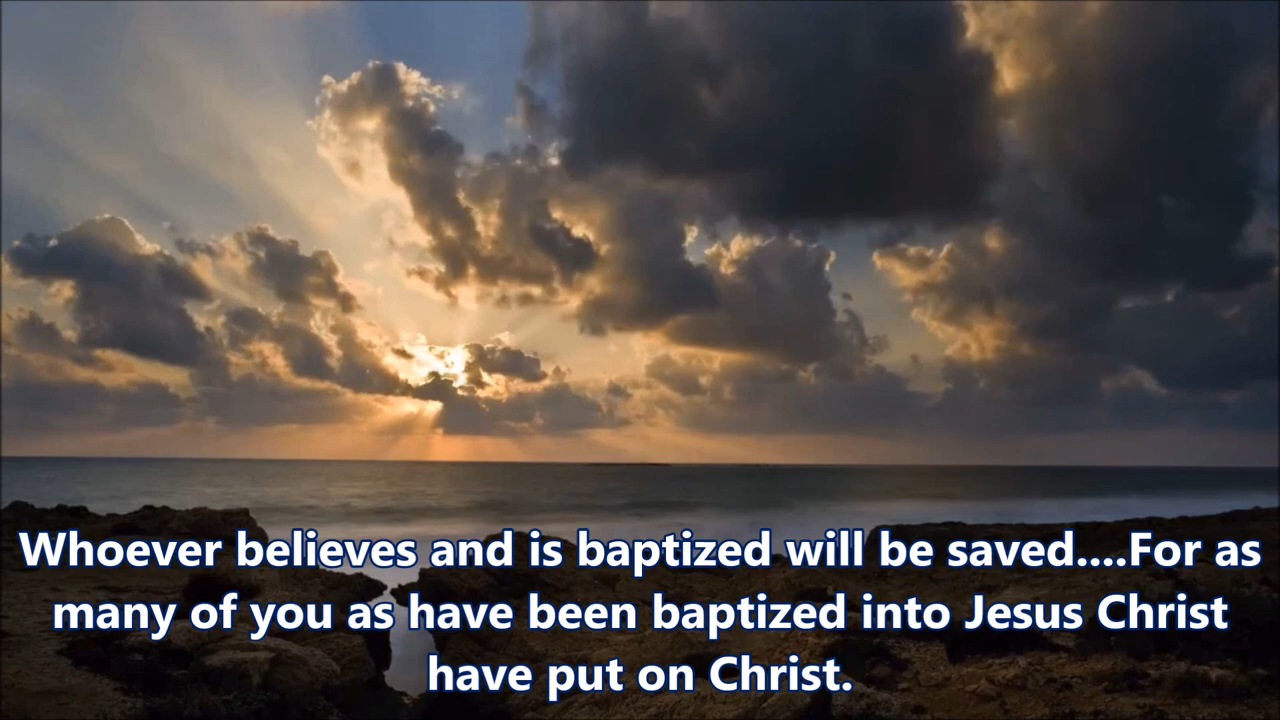 Whoever believes and is baptized will be saved....For as
many of you as have been baptized into Jesus Christ
have put on Christ.